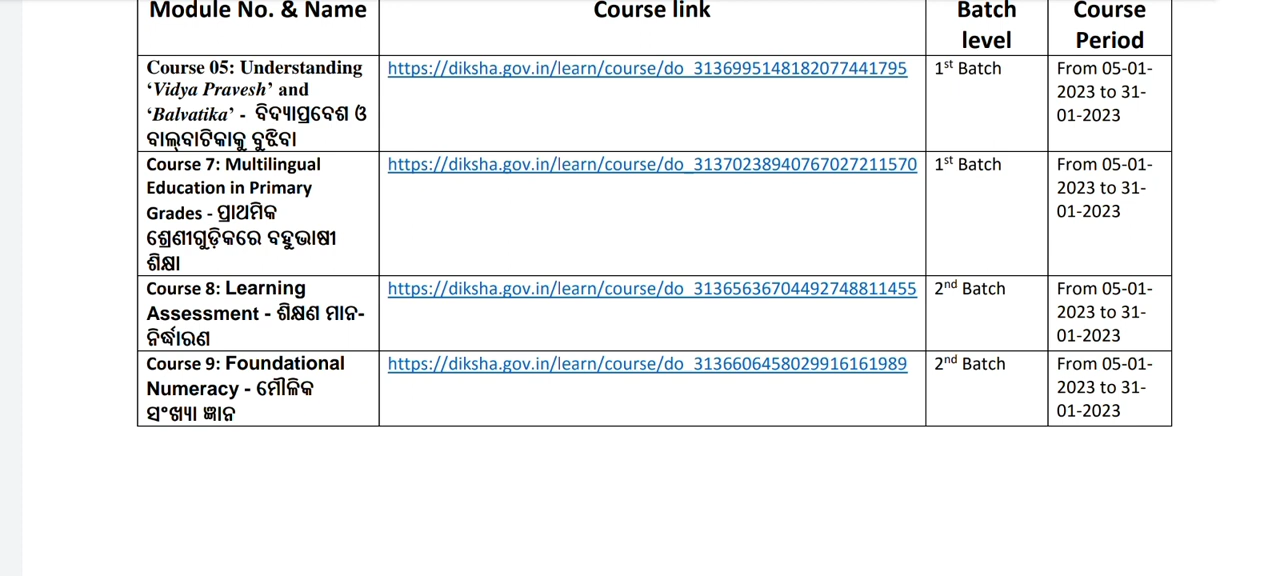 Module No. & Name
Course link
Batch
level
Course
Period
Course 05: Understanding
‘Vidya Pravesh’ and
‘Balvatika’ - ବିଦ୍ୟାପ୍ରବେଶ ଓ
ବାଲ୍‌ବାଟିକାକୁ ବୁଝିବା
https://diksha.gov.in/learn/course/do_3136995148182077441795
1st Batch
From 05-01-
2023 to 31-
01-2023
Course 7: Multilingual
Education in Primary
Grades - ପ୍ରାଥମିକ
ଶ୍ରେଣୀଗୁଡ଼ିକରେ ବହୁଭାଷୀ
ଶିକ୍ଷା
https://diksha.gov.in/learn/course/do_31370238940767027211570
1st Batch
From 05-01-
2023 to 31-
01-2023
Course 8: Learning
Assessment - ଶିକ୍ଷଣ ମାନ-
ନିର୍ଦ୍ଧାରଣ
https://diksha.gov.in/learn/course/do_31365636704492748811455
2nd Batch
From 05-01-
2023 to 31-
01-2023
Course 9: Foundational
Numeracy - ମୌଳିକ
ସଂଖ୍ୟା ଜ୍ଞାନ
https://diksha.gov.in/learn/course/do_3136606458029916161989
2nd Batch
From 05-01-
2023 to 31-
01-2023